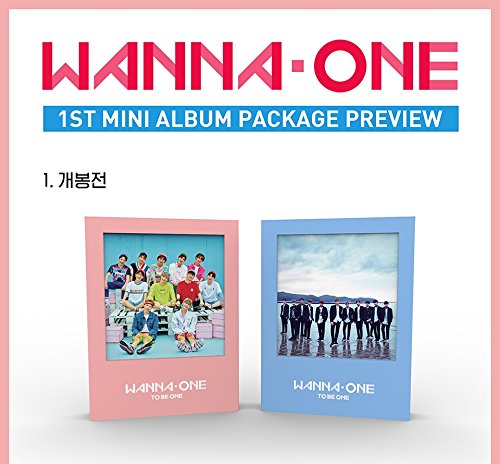 WANNA·ONE
1ST MINI ALBUM PACKAGE PREVIEW
1. 개봉전
WANNA·ONE
TO BE ONE
WANNA·ONE
TO BE ONE